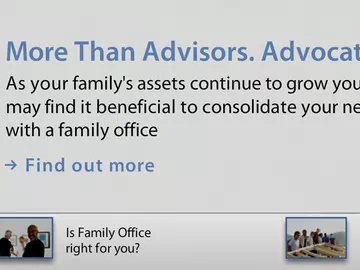 More Than Advisors. Advocat
As your family's assets continue to grow you
may find it beneficial to consolidate your ne
with a family office
→ Find out more
Is Family Office
right for you?